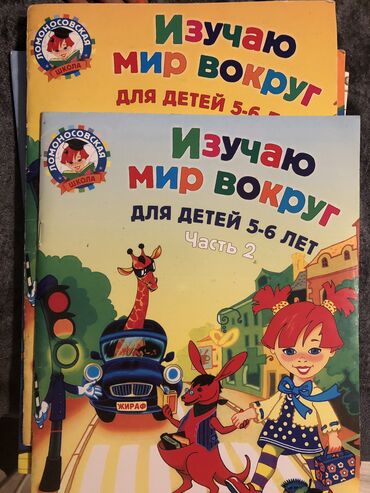 ЛОМОНОСОВСКАЯ
ШКОЛА
Изучаю
мир вокруг
ДЛЯ ДЕТЕЙ 5-6
ЛОМОНОСОВСКАЯ
ШКОЛА
Изучаю
мир вокруг
ДЛЯ ДЕТЕЙ 5-6 ЛЕТ
Часть 2
ЖИРАФ